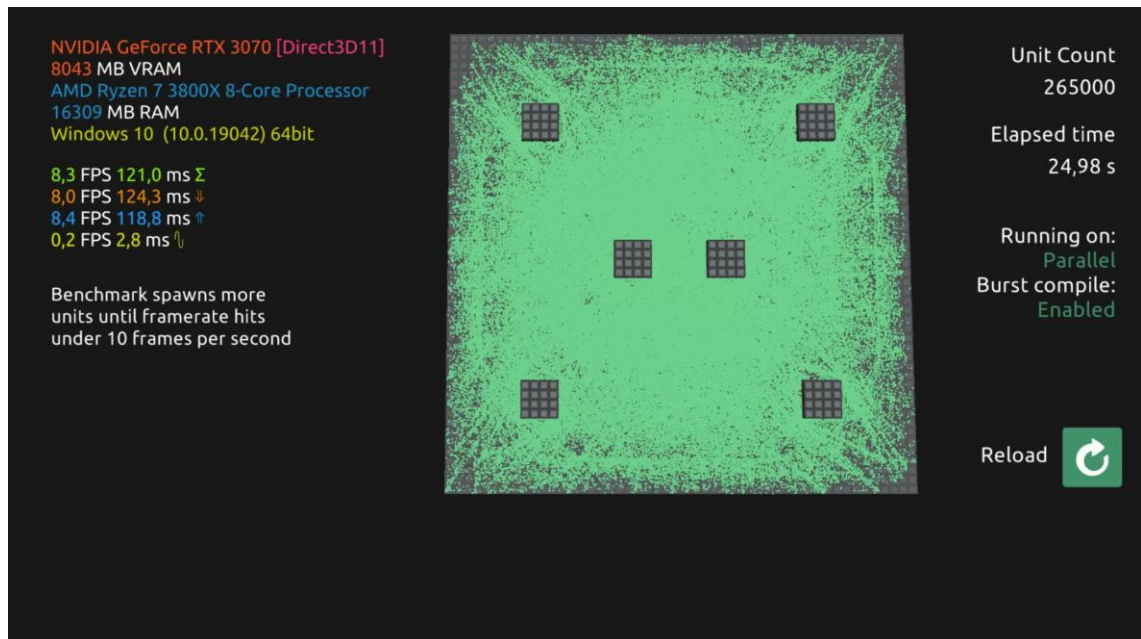 NVIDIA GeForce RTX 3070 [Direct3D11]
8043 MB VRAM
AMD Ryzen 7 3800X 8-Core Processor
16309 MB RAM
Windows 10 (10.0.19042) 64bit
8,3 FPS 121,0 ms Σ
8,0 FPS 124,3 ms ⇓
8,4 FPS 118,8 ms ⇑
0,2 FPS 2,8 ms
Benchmark spawns more
units until framerate hits
under 10 frames per second
Unit Count
265000
Elapsed time
24,98 s
Running on:
Parallel
Burst compile:
Enabled
Reload